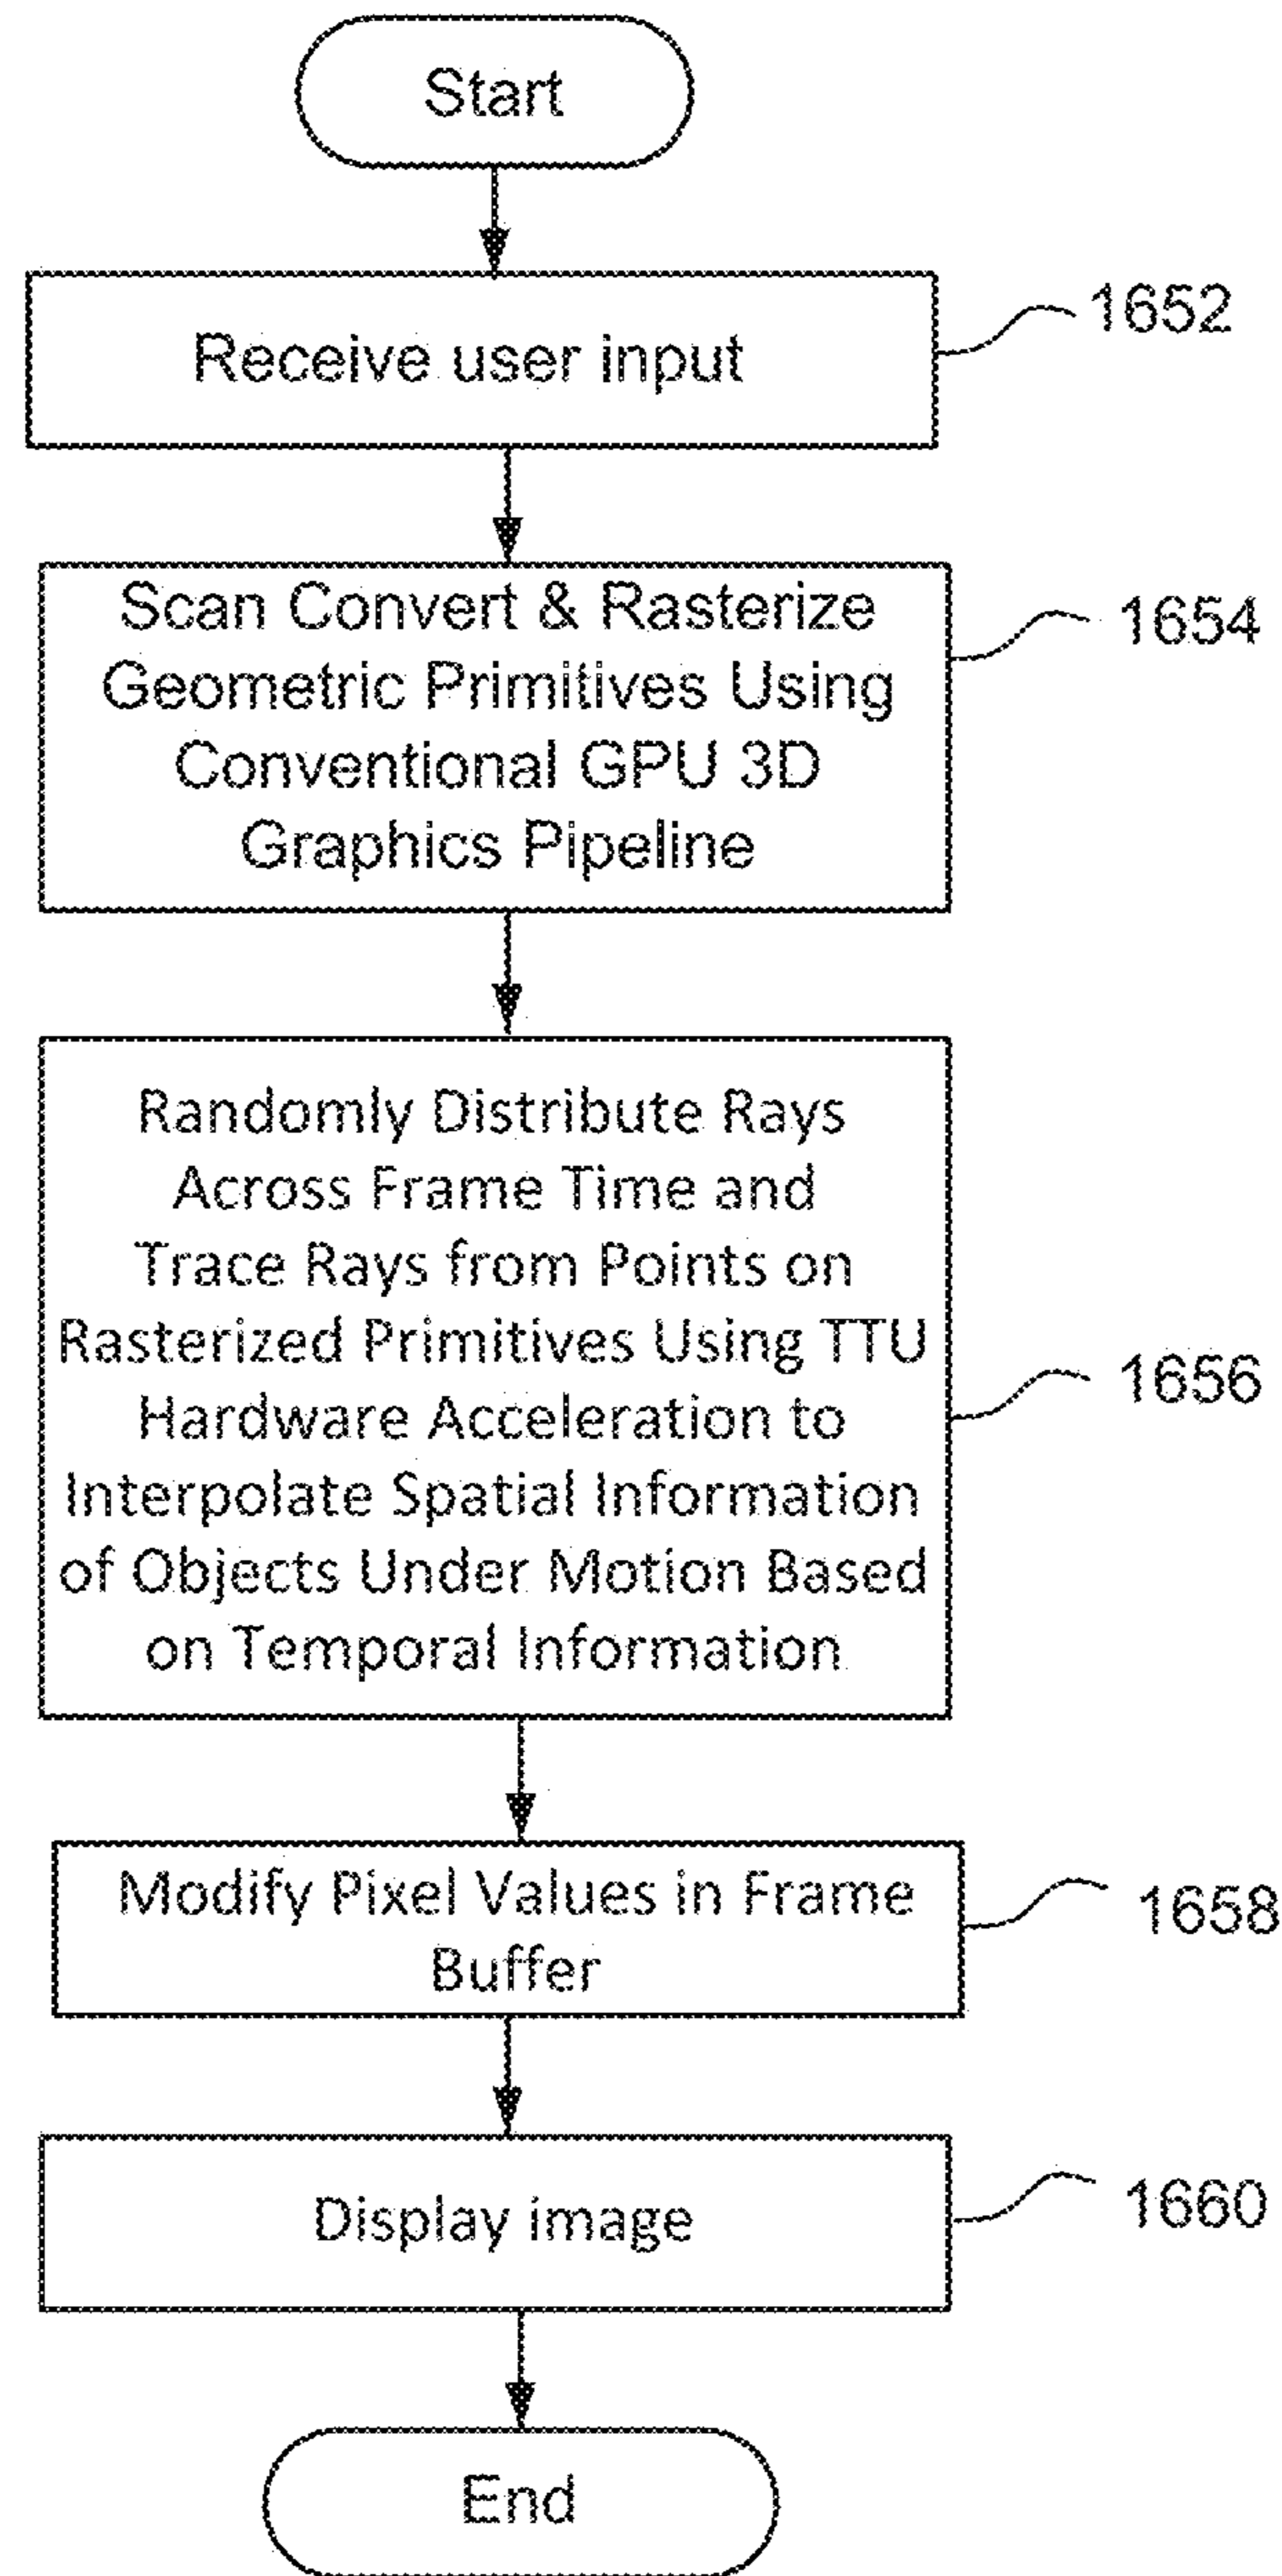 Start
Receive user input
1652
Scan Convert & Rasterize
Geometric Primitives Using
Conventional GPU 3D
Graphics Pipeline
1654
Randomly Distribute Rays
Across Frame Time and
Trace Rays from Points on
Rasterized Primitives Using TTU
Hardware Acceleration to
Interpolate Spatial Information
of Objects Under Motion Based
on Temporal Information
1656
Modify Pixel Values in Frame
Buffer
1658
Display image
1660
End